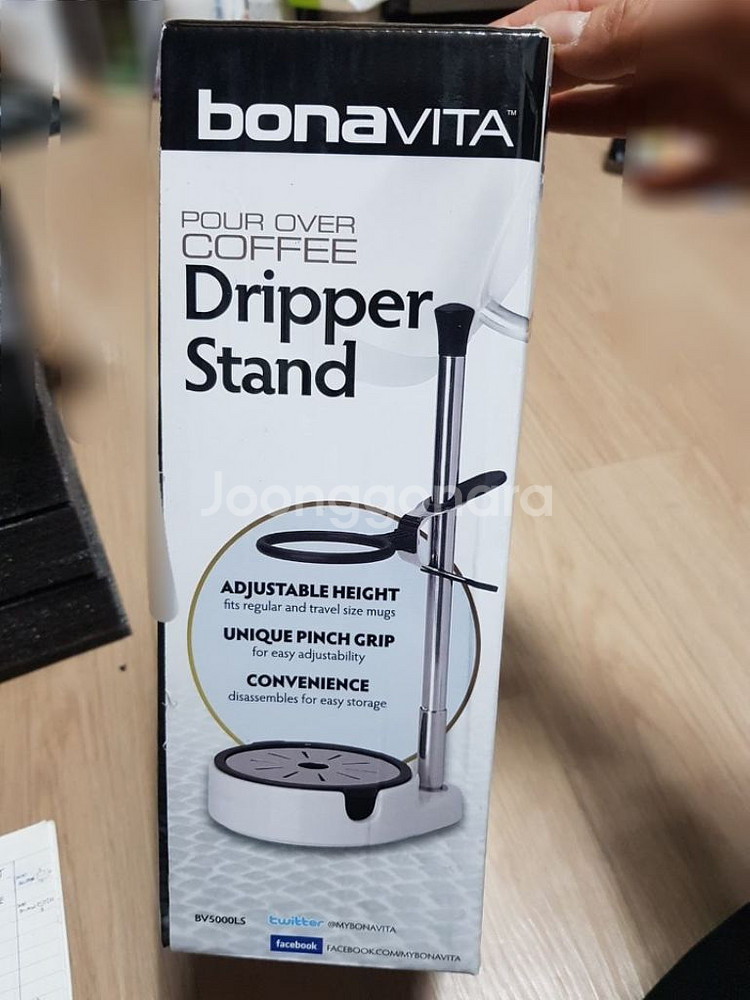 bonaVITA™
POUR OVER
COFFEE
Dripper
Stand
Joonggonara
ADJUSTABLE HEIGHT
fits regular and travel size mugs
UNIQUE PINCH GRIP
for easy adjustability
CONVENIENCE
disassembles for easy storage
BV5000LS twitter @MYBONAVITA
facebook FACEBOOK.COM/MYBONAVITA